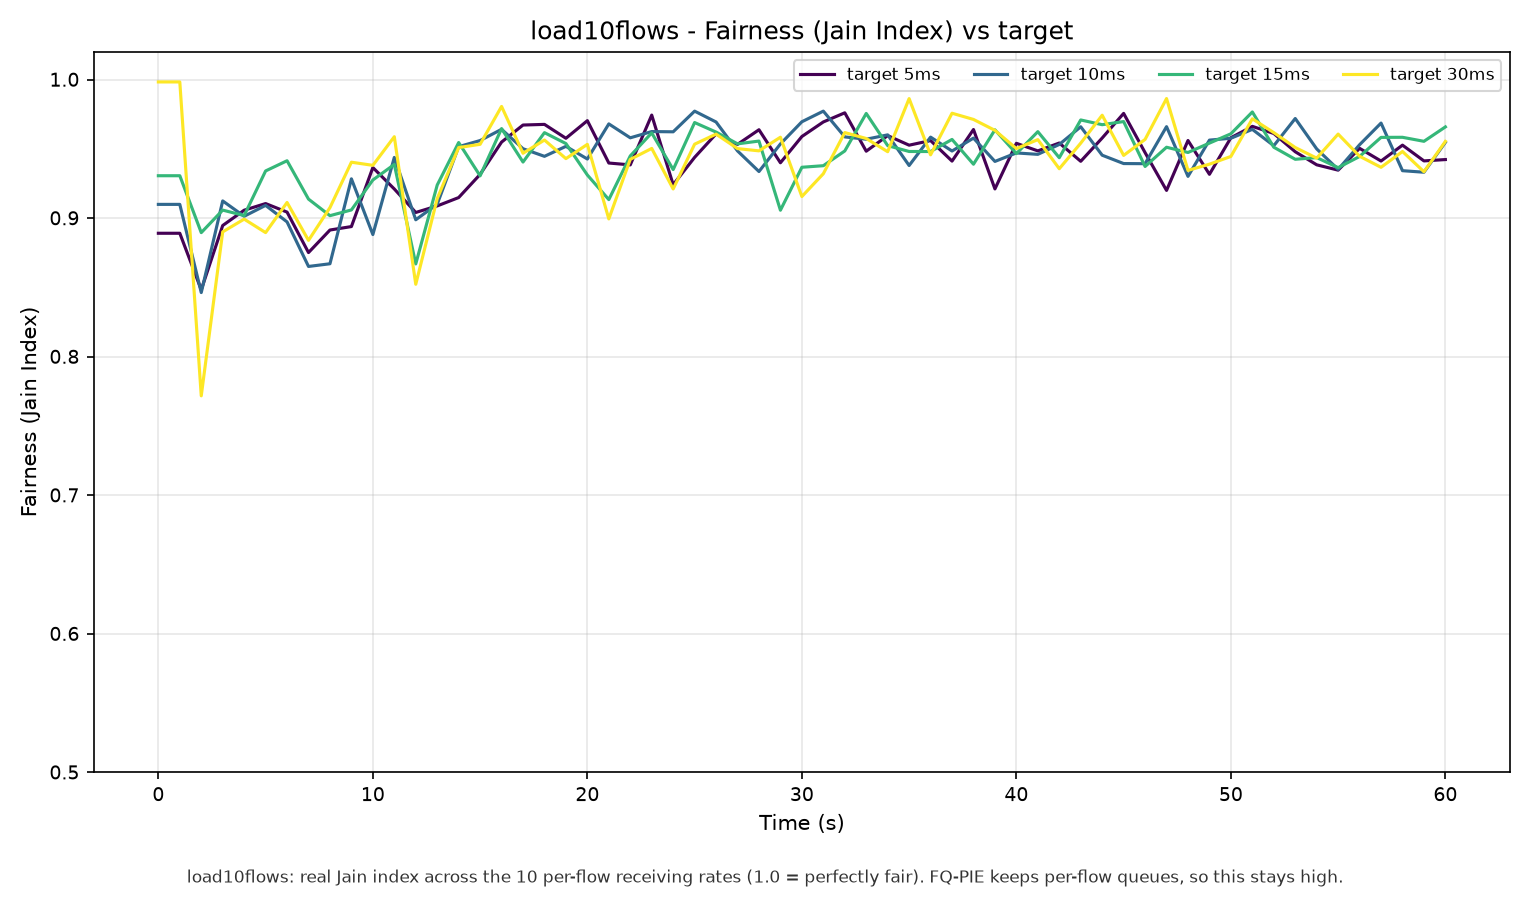 load10flows - Fairness (Jain Index) vs target
target 5ms target 10ms target 15ms target 30ms
Fairness (Jain Index)
1.0
0.9
0.8
0.7
0.6
0.5
0 10 20 30 40 50 60
Time (s)
load10flows: real Jain index across the 10 per-flow receiving rates (1.0 = perfectly fair). FQ-PIE keeps per-flow queues, so this stays high.